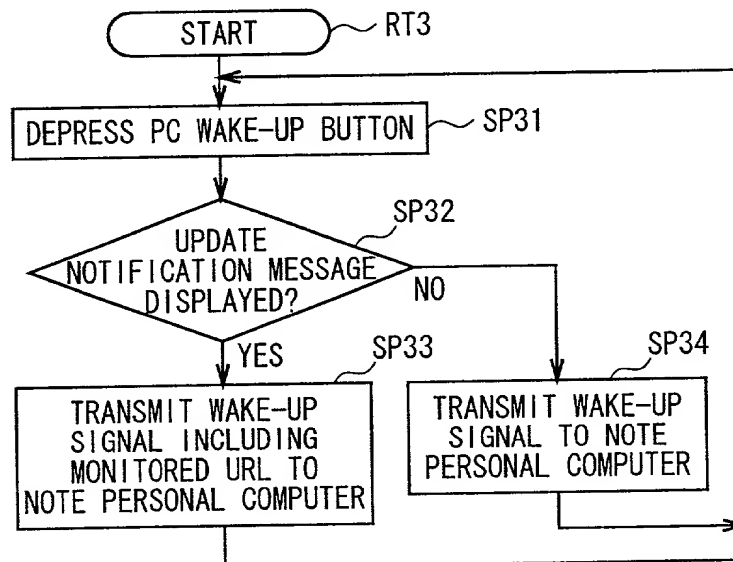 START
RT3
DEPRESS PC WAKE-UP BUTTON
SP31
SP32
UPDATE
NOTIFICATION MESSAGE
DISPLAYED?
NO
YES
SP33
TRANSMIT WAKE-UP
SIGNAL INCLUDING
MONITORED URL TO
NOTE PERSONAL COMPUTER
SP34
TRANSMIT WAKE-UP
SIGNAL TO NOTE
PERSONAL COMPUTER